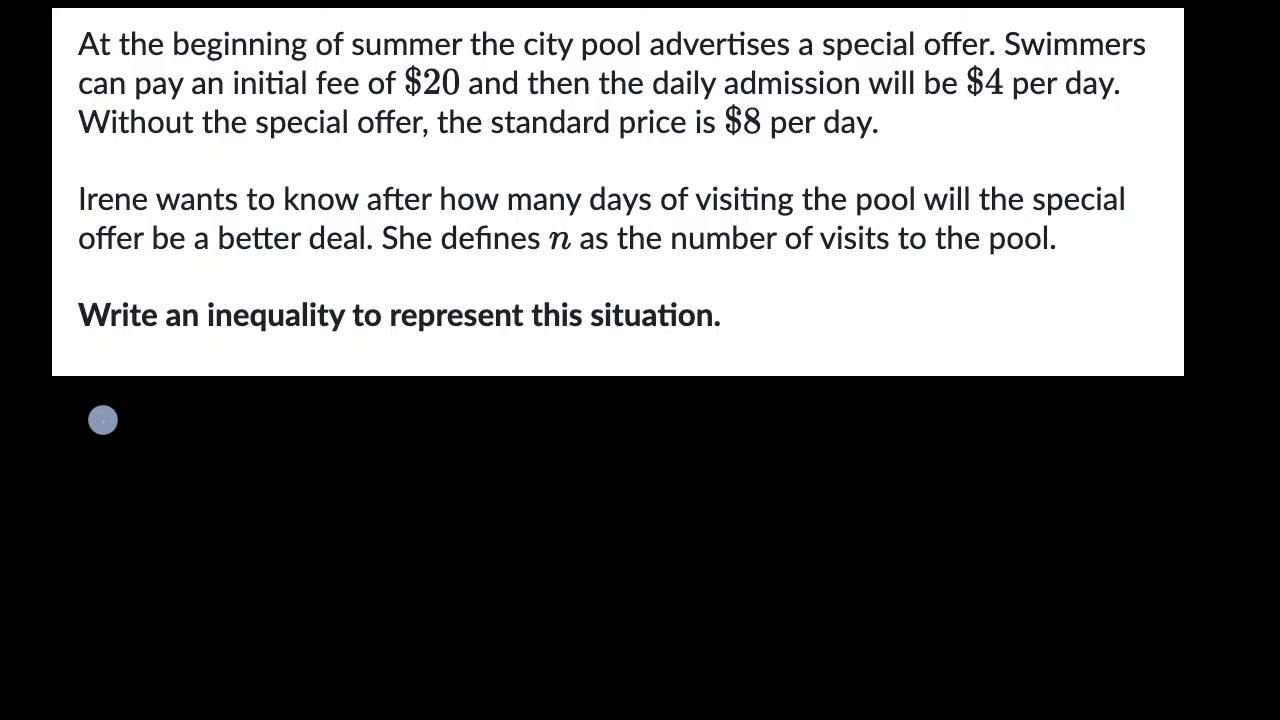 At the beginning of summer the city pool advertises a special offer. Swimmers
can pay an initial fee of $20 and then the daily admission will be $4 per day.
Without the special offer, the standard price is $8 per day.
Irene wants to know after how many days of visiting the pool will the special
offer be a better deal. She defines n as the number of visits to the pool.
Write an inequality to represent this situation.